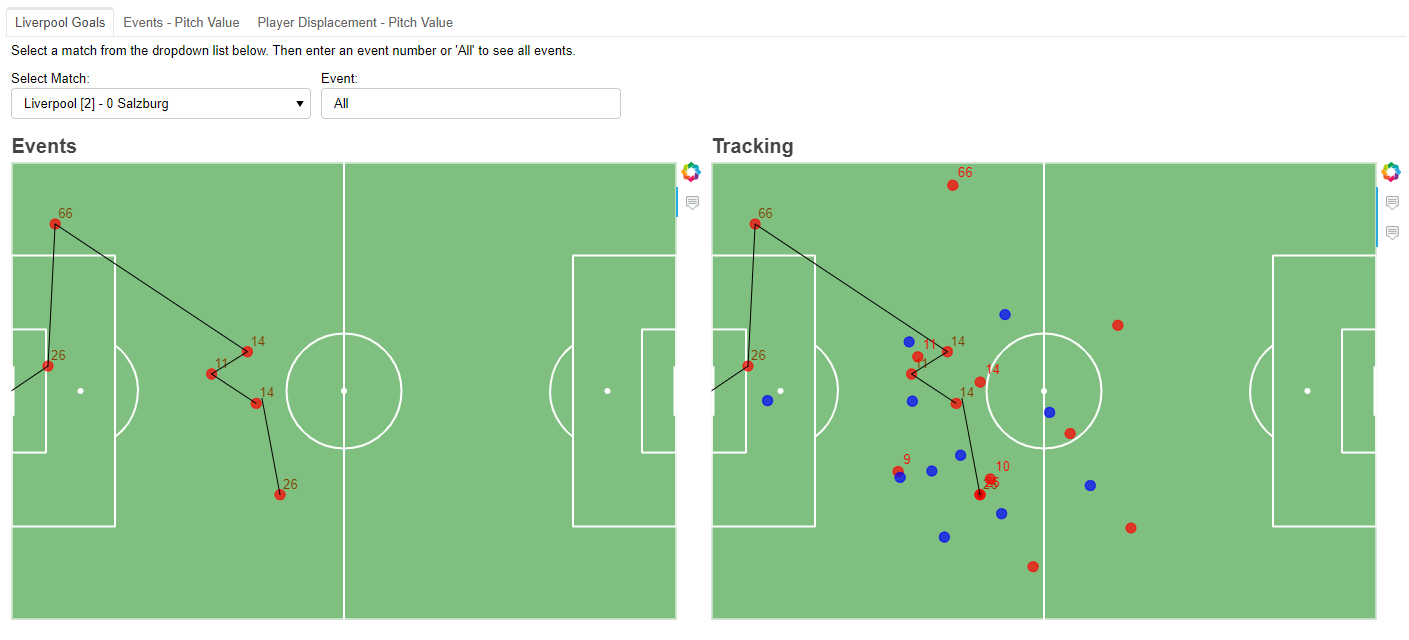 Liverpool Goals Events - Pitch Value Player Displacement - Pitch Value
Select a match from the dropdown list below. Then enter an event number or 'All' to see all events.
Select Match: Event:
Liverpool [2] - 0 Salzburg All
Events
66
14
26
11
14
26
Tracking
66
66
14
11
26
11
14
14
9
10
26